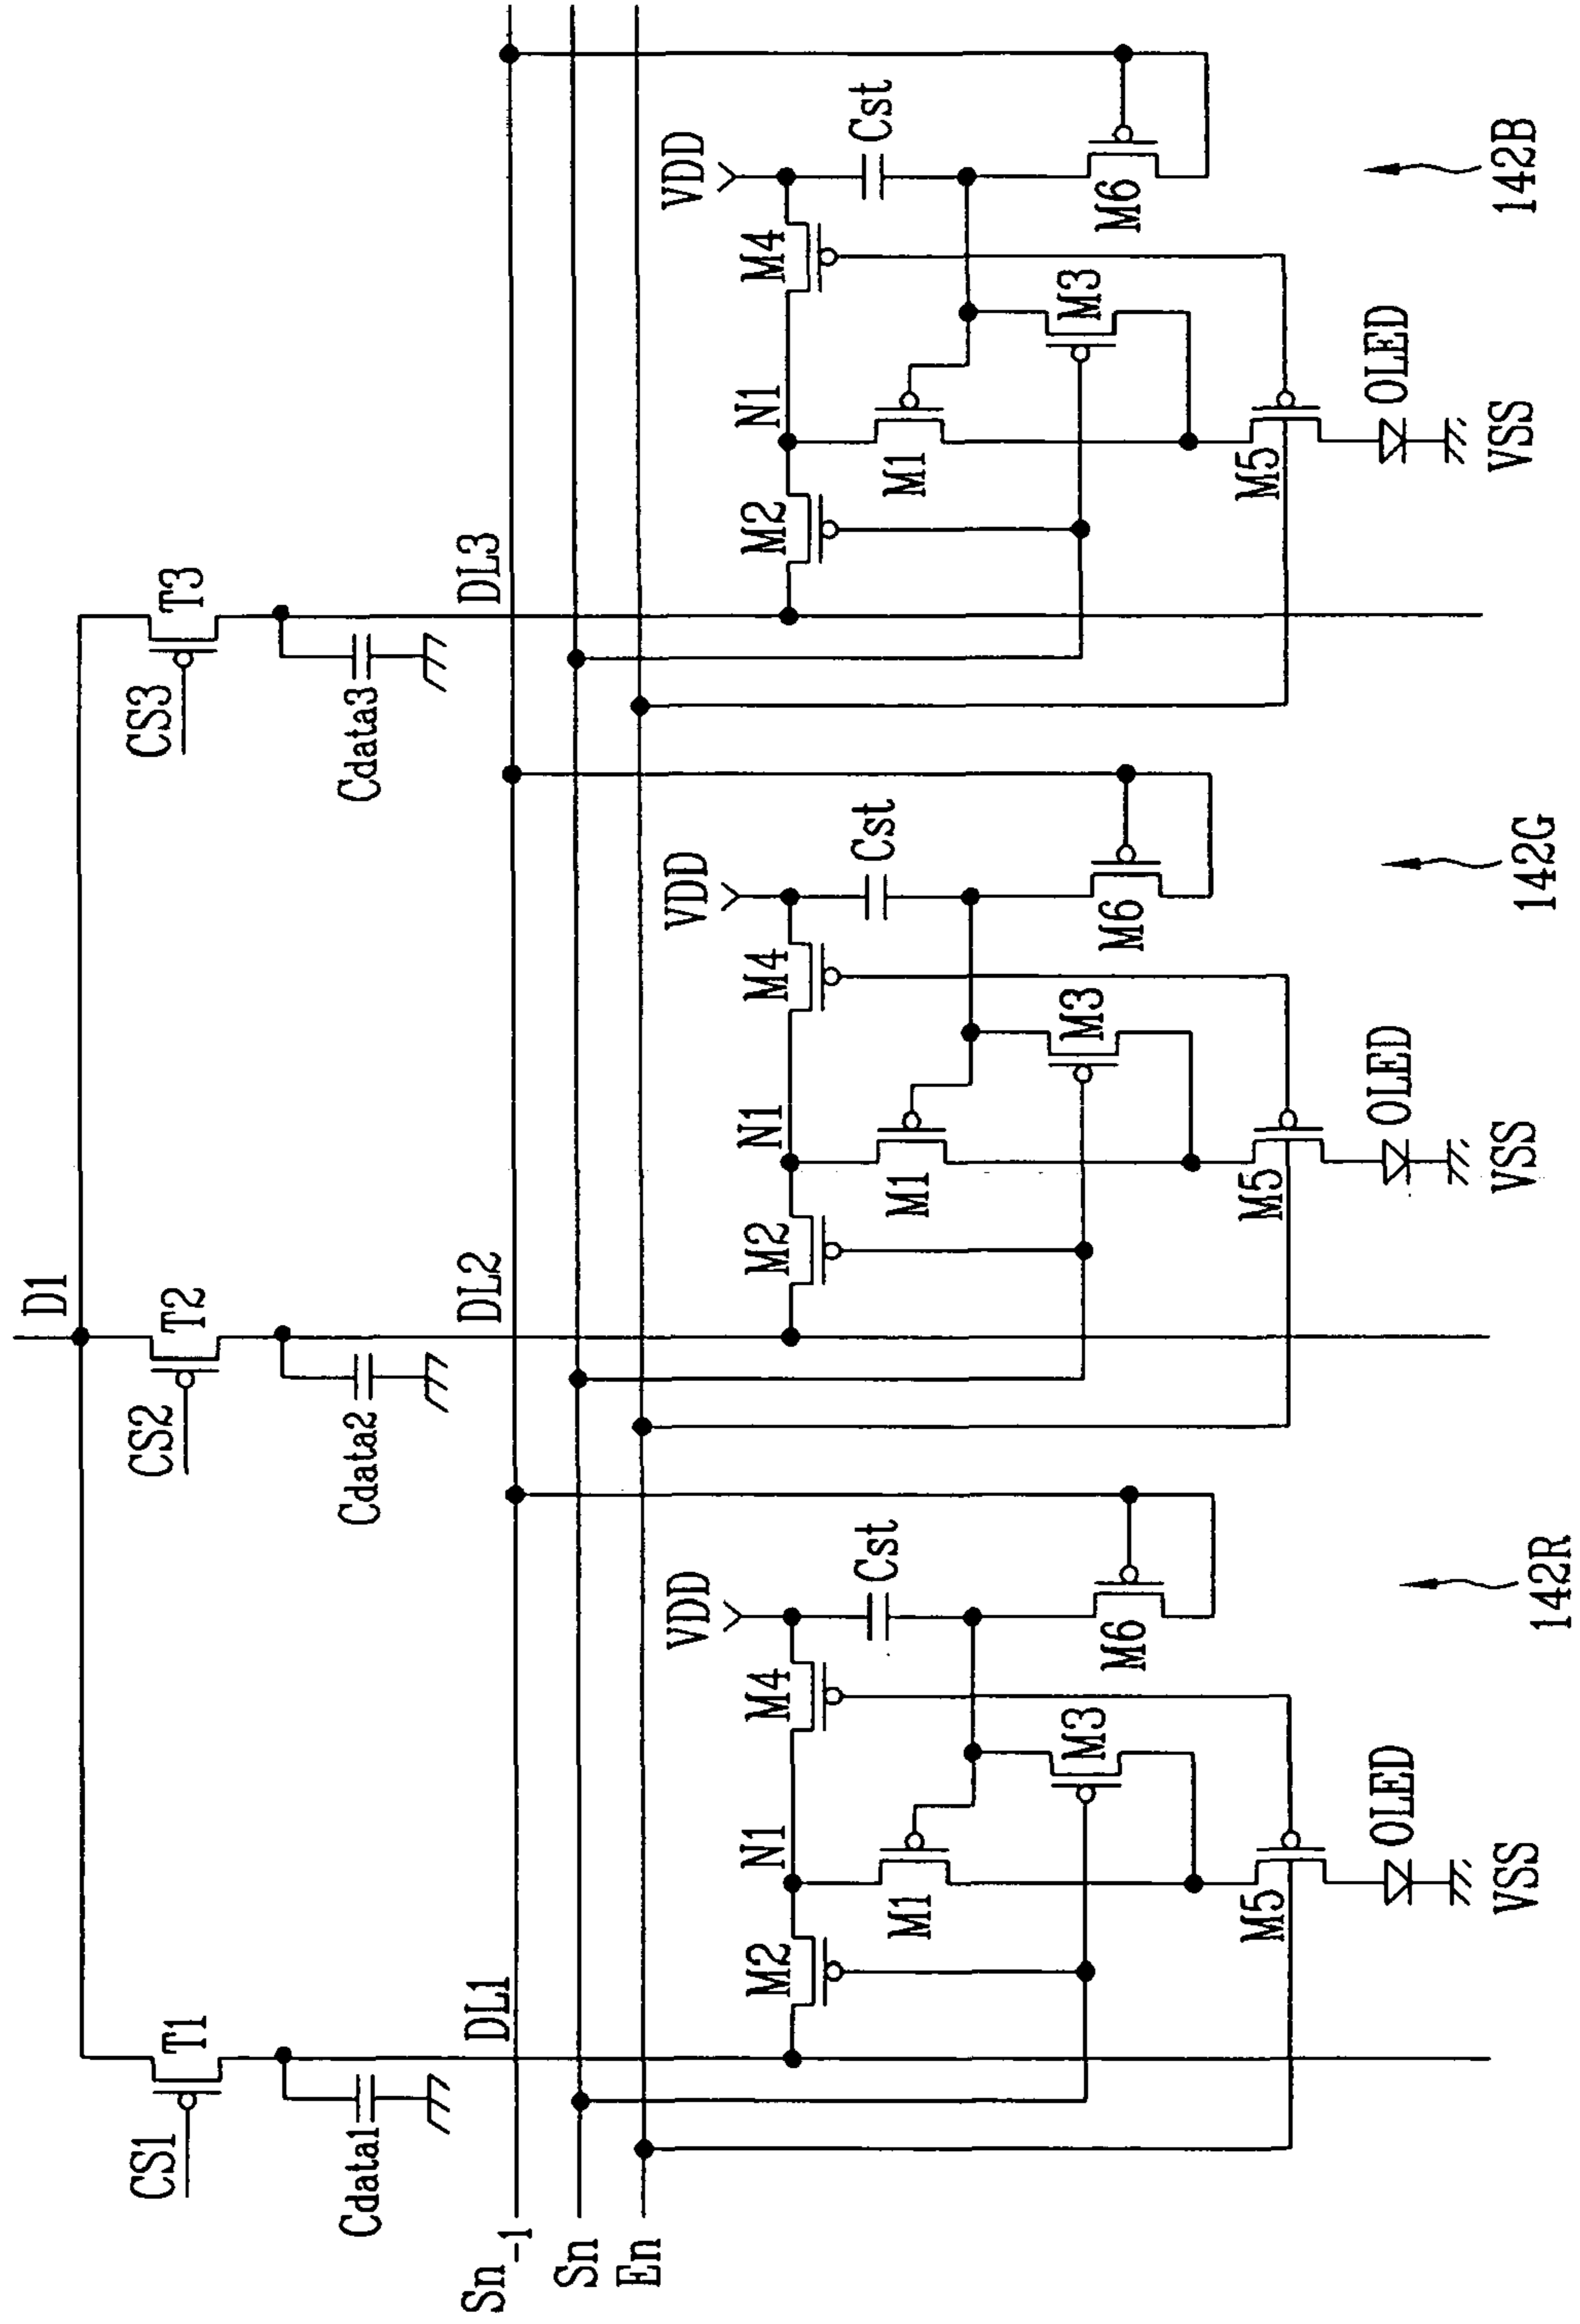 D1
CS1
T1
CS2
T2
CS3
T3
Cdata1
Cdata2
Cdata3
DL1
DL2
DL3
Sn-1
Sn
En
VDD
M2
N1
M4
Cst
M1
M3
M6
M5
OLED
VSS
142R
VDD
M2
N1
M4
Cst
M1
M3
M6
M5
OLED
VSS
142G
VDD
M2
N1
M4
Cst
M1
M3
M6
M5
OLED
VSS
142B